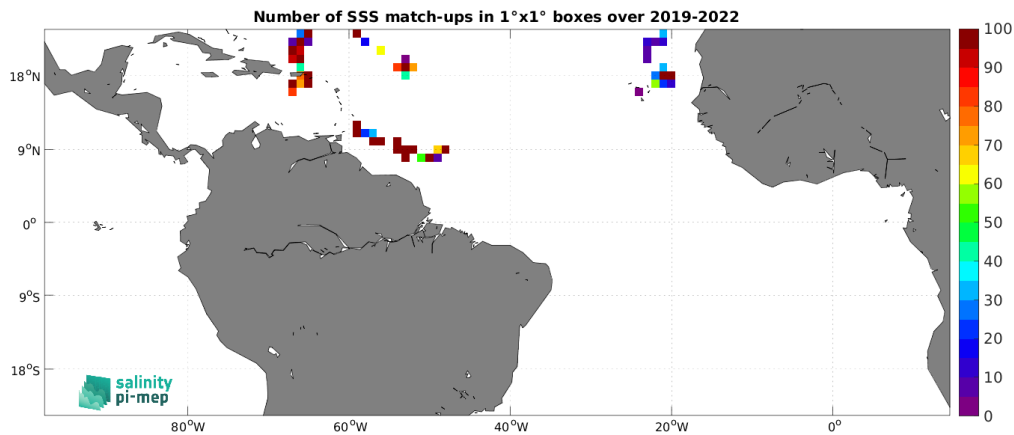 Number of SSS match-ups in 1°x1° boxes over 2019-2022
18°N
9°N
0°
9°S
18°S
80°W
60°W
40°W
20°W
0°
100
90
80
70
60
50
40
30
20
10
0
salinity
pi-mep